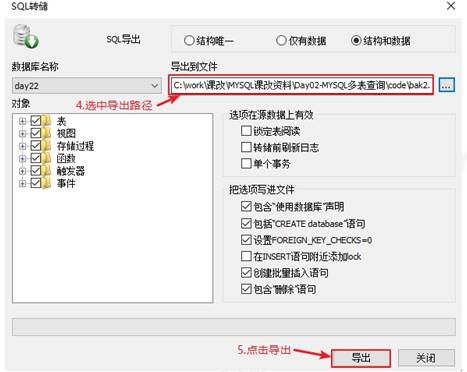 SQL转储
SQL导出
结构唯一
仅有数据
结构和数据
数据库名称
导出到文件
day22
C:\work\课改\MYSQL课改资料\Day02-MYSQL多表查询\code\bak2.
...
4.选中导出路径
对象
表
视图
存储过程
函数
触发器
事件
选项在源数据上有效
锁定表阅读
转储前刷新日志
单个事务
把选项写进文件
包含"使用数据库"声明
包括"CREATE database"语句
设置FOREIGN_KEY_CHECKS=0
在INSERT语句附近添加lock
创建批量插入语句
包含"删除"语句
5.点击导出
导出
关闭